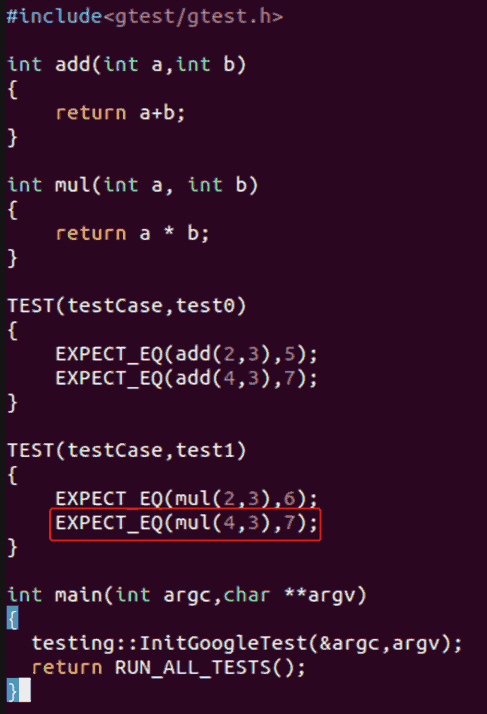 #include<gtest/gtest.h>
int add(int a,int b)
{
    return a+b;
}
int mul(int a, int b)
{
    return a * b;
}
TEST(testCase,test0)
{
    EXPECT_EQ(add(2,3),5);
    EXPECT_EQ(add(4,3),7);
}
TEST(testCase,test1)
{
    EXPECT_EQ(mul(2,3),6);
    EXPECT_EQ(mul(4,3),7);
}
int main(int argc,char **argv)
{
  testing::InitGoogleTest(&argc,argv);
  return RUN_ALL_TESTS();
}